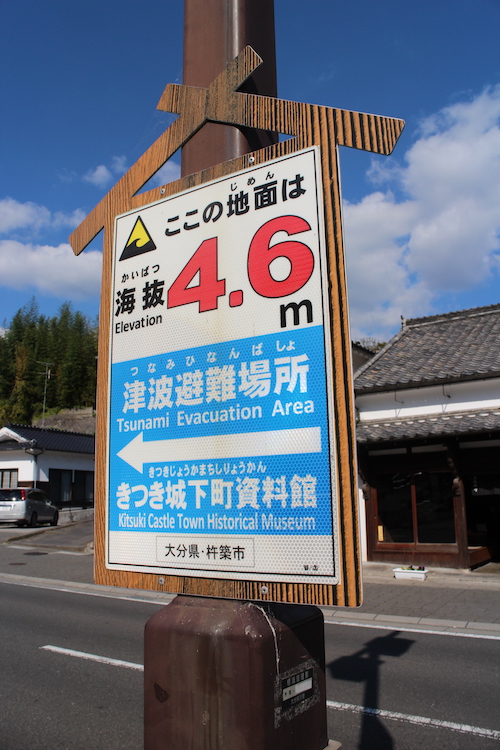 じめん
ここの地面は
かいばつ
海抜 4.6
Elevation
m
つなみひなんばしょ
津波避難場所
Tsunami Evacuation Area
きつきじょうかまちしりょうかん
きつき城下町資料館
Kitsuki Castle Town Historical Museum
大分県・杵築市